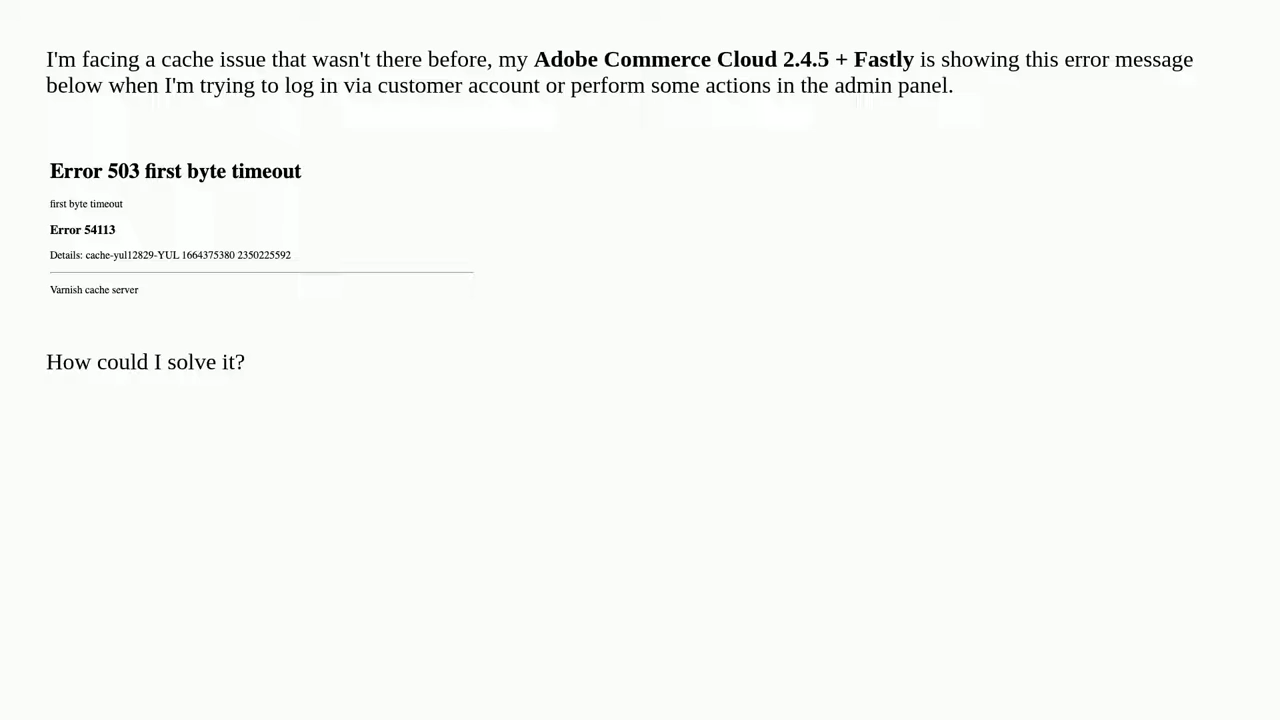 I'm facing a cache issue that wasn't there before, my Adobe Commerce Cloud 2.4.5 + Fastly is showing this error message
below when I'm trying to log in via customer account or perform some actions in the admin panel.
Error 503 first byte timeout
first byte timeout
Error 54113
Details: cache-yul12829-YUL 1664375380 2350225592
Varnish cache server
How could I solve it?